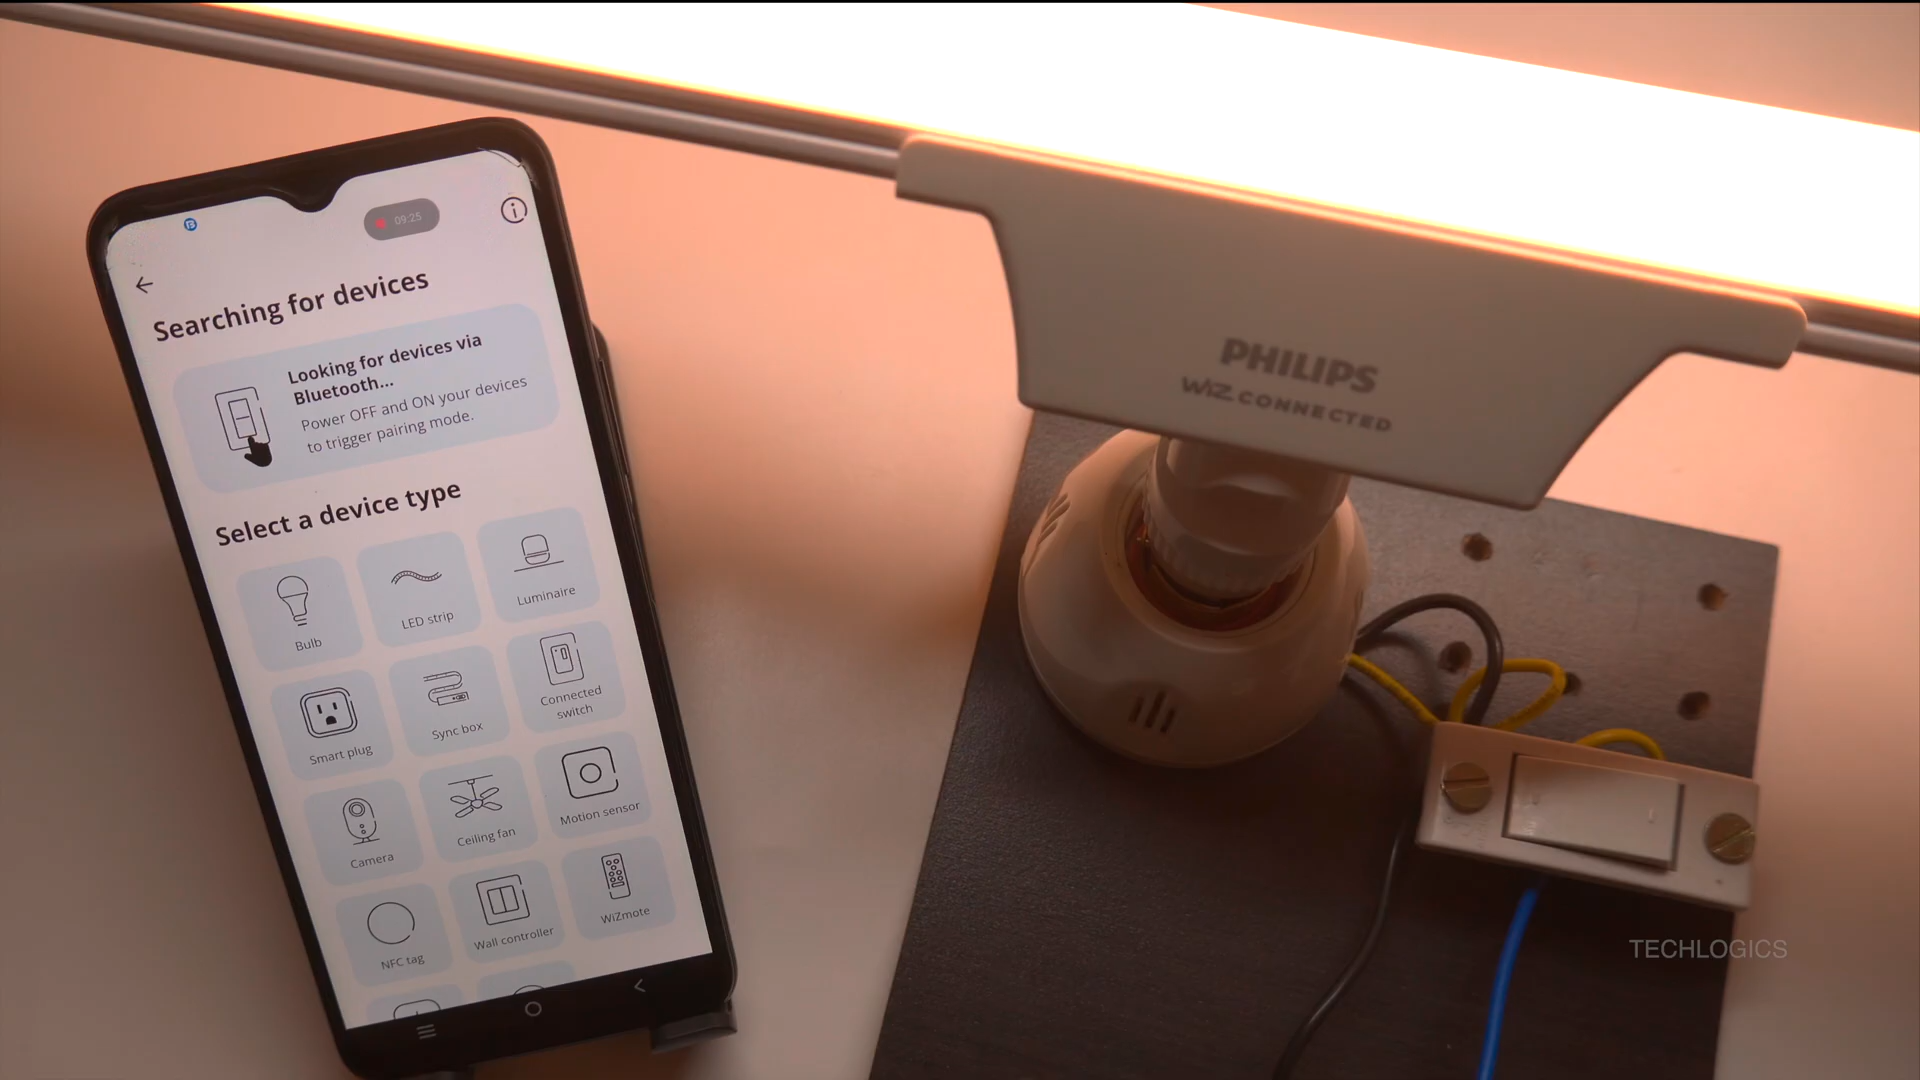 09:25
Searching for devices
Looking for devices via
Bluetooth...
Power OFF and ON your devices
to trigger pairing mode.
Select a device type
Bulb
LED strip
Luminaire
Smart plug
Sync box
Connected
switch
Camera
Ceiling fan
Motion sensor
NFC tag
Wall controller
WiZmote
PHILIPS
WiZ CONNECTED
TECHLOGICS